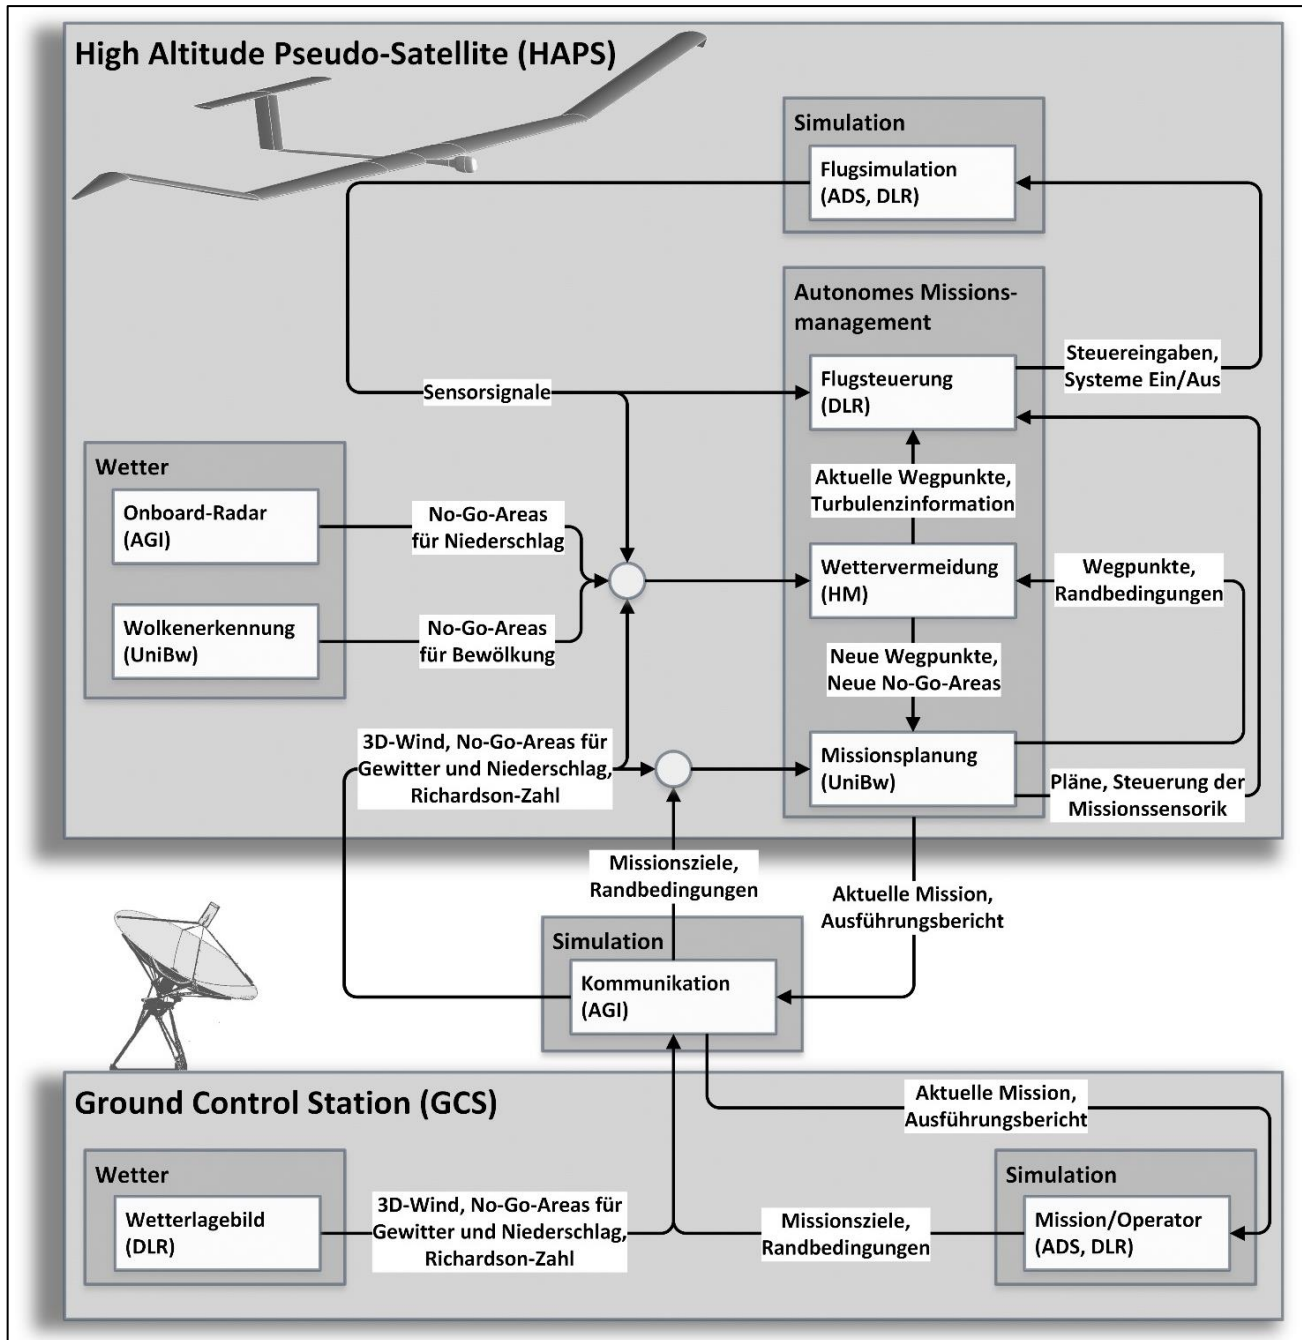 High Altitude Pseudo-Satellite (HAPS)
Simulation
Flugsimulation
(ADS, DLR)
Autonomes Missions-
management
Flugsteuerung
(DLR)
Steuereingaben,
Systeme Ein/Aus
Sensorsignale
Aktuelle Wegpunkte,
Turbulenzinformation
Wetter
Onboard-Radar
(AGI)
No-Go-Areas
für Niederschlag
Wettervermeidung
(HM)
Wegpunkte,
Randbedingungen
Wolkenerkennung
(UniBw)
No-Go-Areas
für Bewölkung
Neue Wegpunkte,
Neue No-Go-Areas
3D-Wind, No-Go-Areas für
Gewitter und Niederschlag,
Richardson-Zahl
Missionsplanung
(UniBw)
Pläne, Steuerung der
Missionssensorik
Missionsziele,
Randbedingungen
Aktuelle Mission,
Ausführungsbericht
Simulation
Kommunikation
(AGI)
Ground Control Station (GCS)
Aktuelle Mission,
Ausführungsbericht
Wetter
Wetterlagebild
(DLR)
3D-Wind, No-Go-Areas für
Gewitter und Niederschlag,
Richardson-Zahl
Missionsziele,
Randbedingungen
Simulation
Mission/Operator
(ADS, DLR)